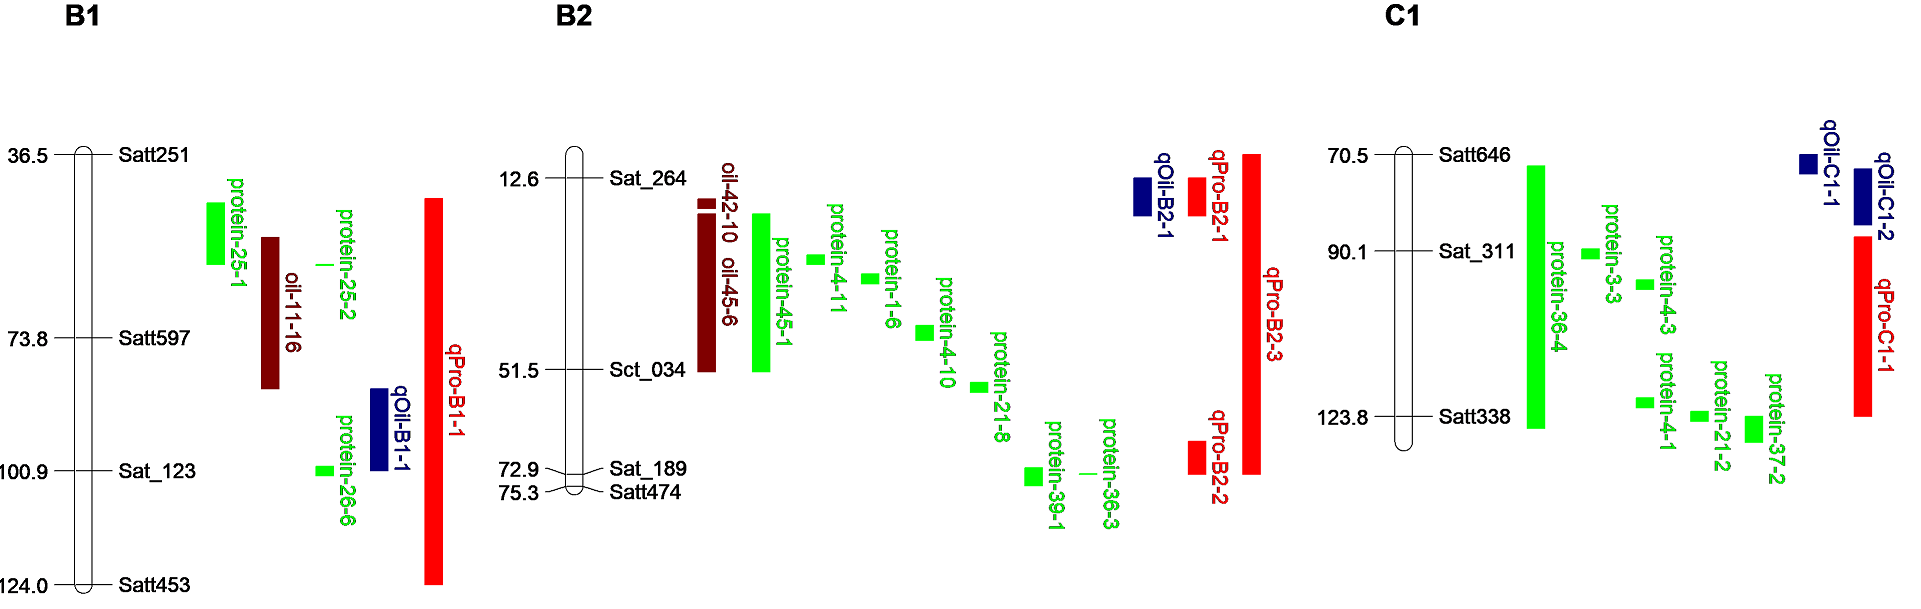 B1
36.5 Satt251
73.8 Satt597
100.9 Sat_123
124.0 Satt453
protein-25-1
oil-11-16
protein-25-2
protein-26-6
qOil-B1-1
qPro-B1-1
B2
12.6 Sat_264
51.5 Sct_034
72.9 Sat_189
75.3 Satt474
oil-42-10
oil-45-6
protein-45-1
protein-4-11
protein-1-6
protein-4-10
protein-21-8
protein-39-1
protein-36-3
qOil-B2-1
qPro-B2-1
qPro-B2-2
qPro-B2-3
C1
70.5 Satt646
90.1 Sat_311
123.8 Satt338
protein-36-4
protein-3-3
protein-4-3
protein-4-1
protein-21-2
protein-37-2
qOil-C1-1
qOil-C1-2
qPro-C1-1